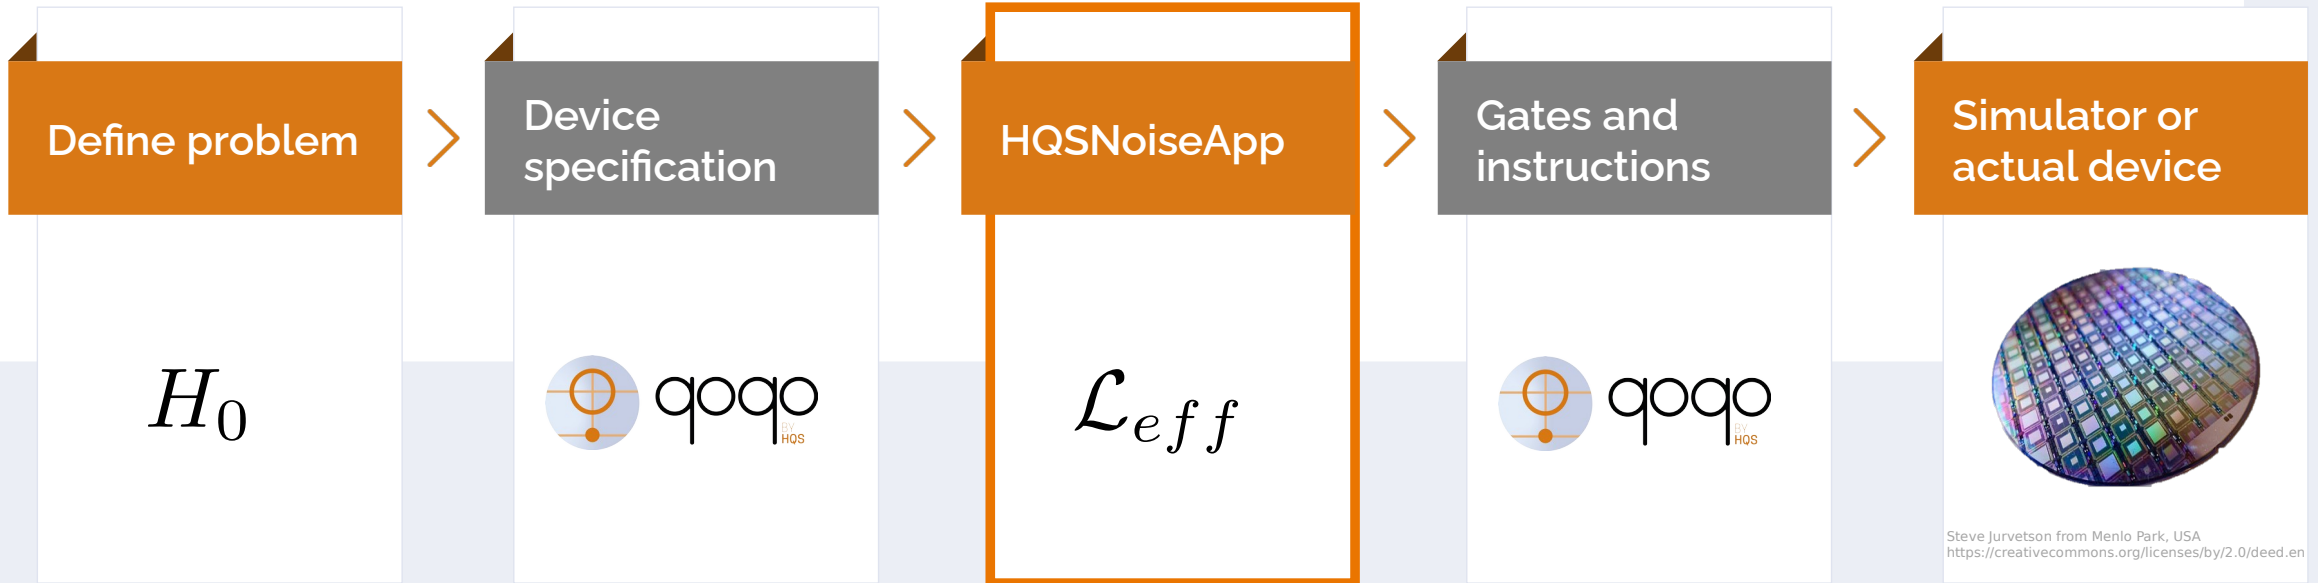 Define problem
Device
specification
HQSNoiseApp
Gates and
instructions
Simulator or
actual device
H₀
qoqo
BY
HQS
ℒ_eff
qoqo
BY
HQS
Steve Jurvetson from Menlo Park, USA
https://creativecommons.org/licenses/by/2.0/deed.en